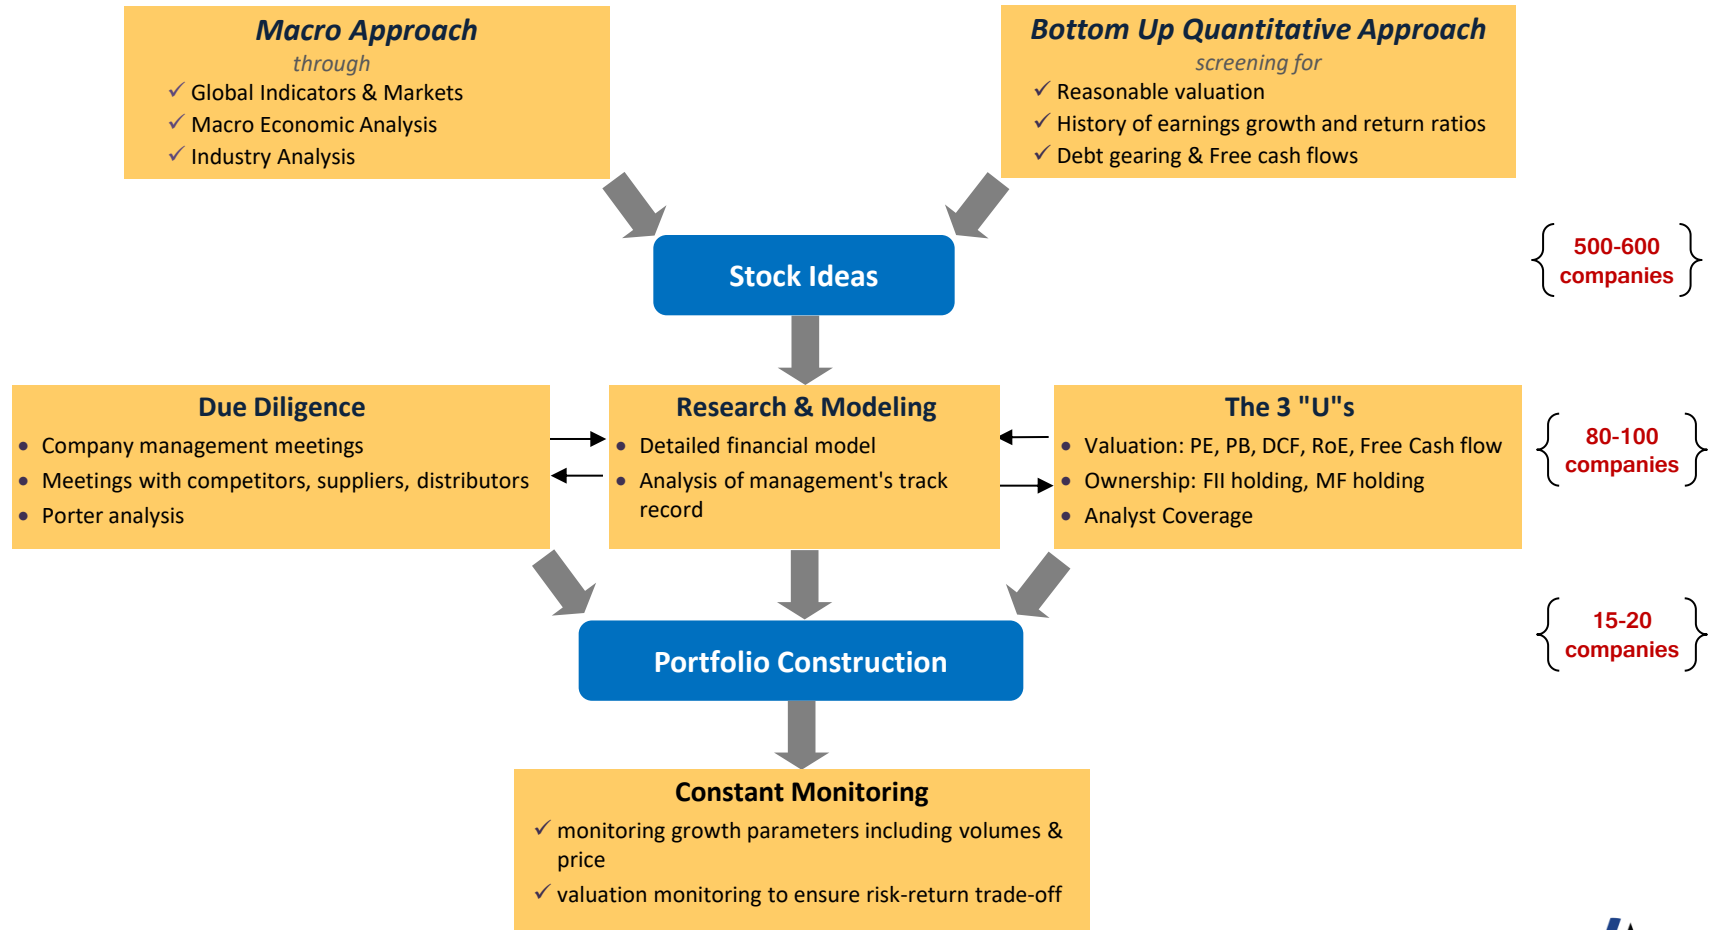 Macro Approach
through
✓ Global Indicators & Markets
✓ Macro Economic Analysis
✓ Industry Analysis
Bottom Up Quantitative Approach
screening for
✓ Reasonable valuation
✓ History of earnings growth and return ratios
✓ Debt gearing & Free cash flows
Stock Ideas
500-600
companies
Due Diligence
• Company management meetings
• Meetings with competitors, suppliers, distributors
• Porter analysis
Research & Modeling
• Detailed financial model
• Analysis of management's track
record
The 3 "U"s
• Valuation: PE, PB, DCF, RoE, Free Cash flow
• Ownership: FII holding, MF holding
• Analyst Coverage
80-100
companies
Portfolio Construction
15-20
companies
Constant Monitoring
✓ monitoring growth parameters including volumes &
price
✓ valuation monitoring to ensure risk-return trade-off